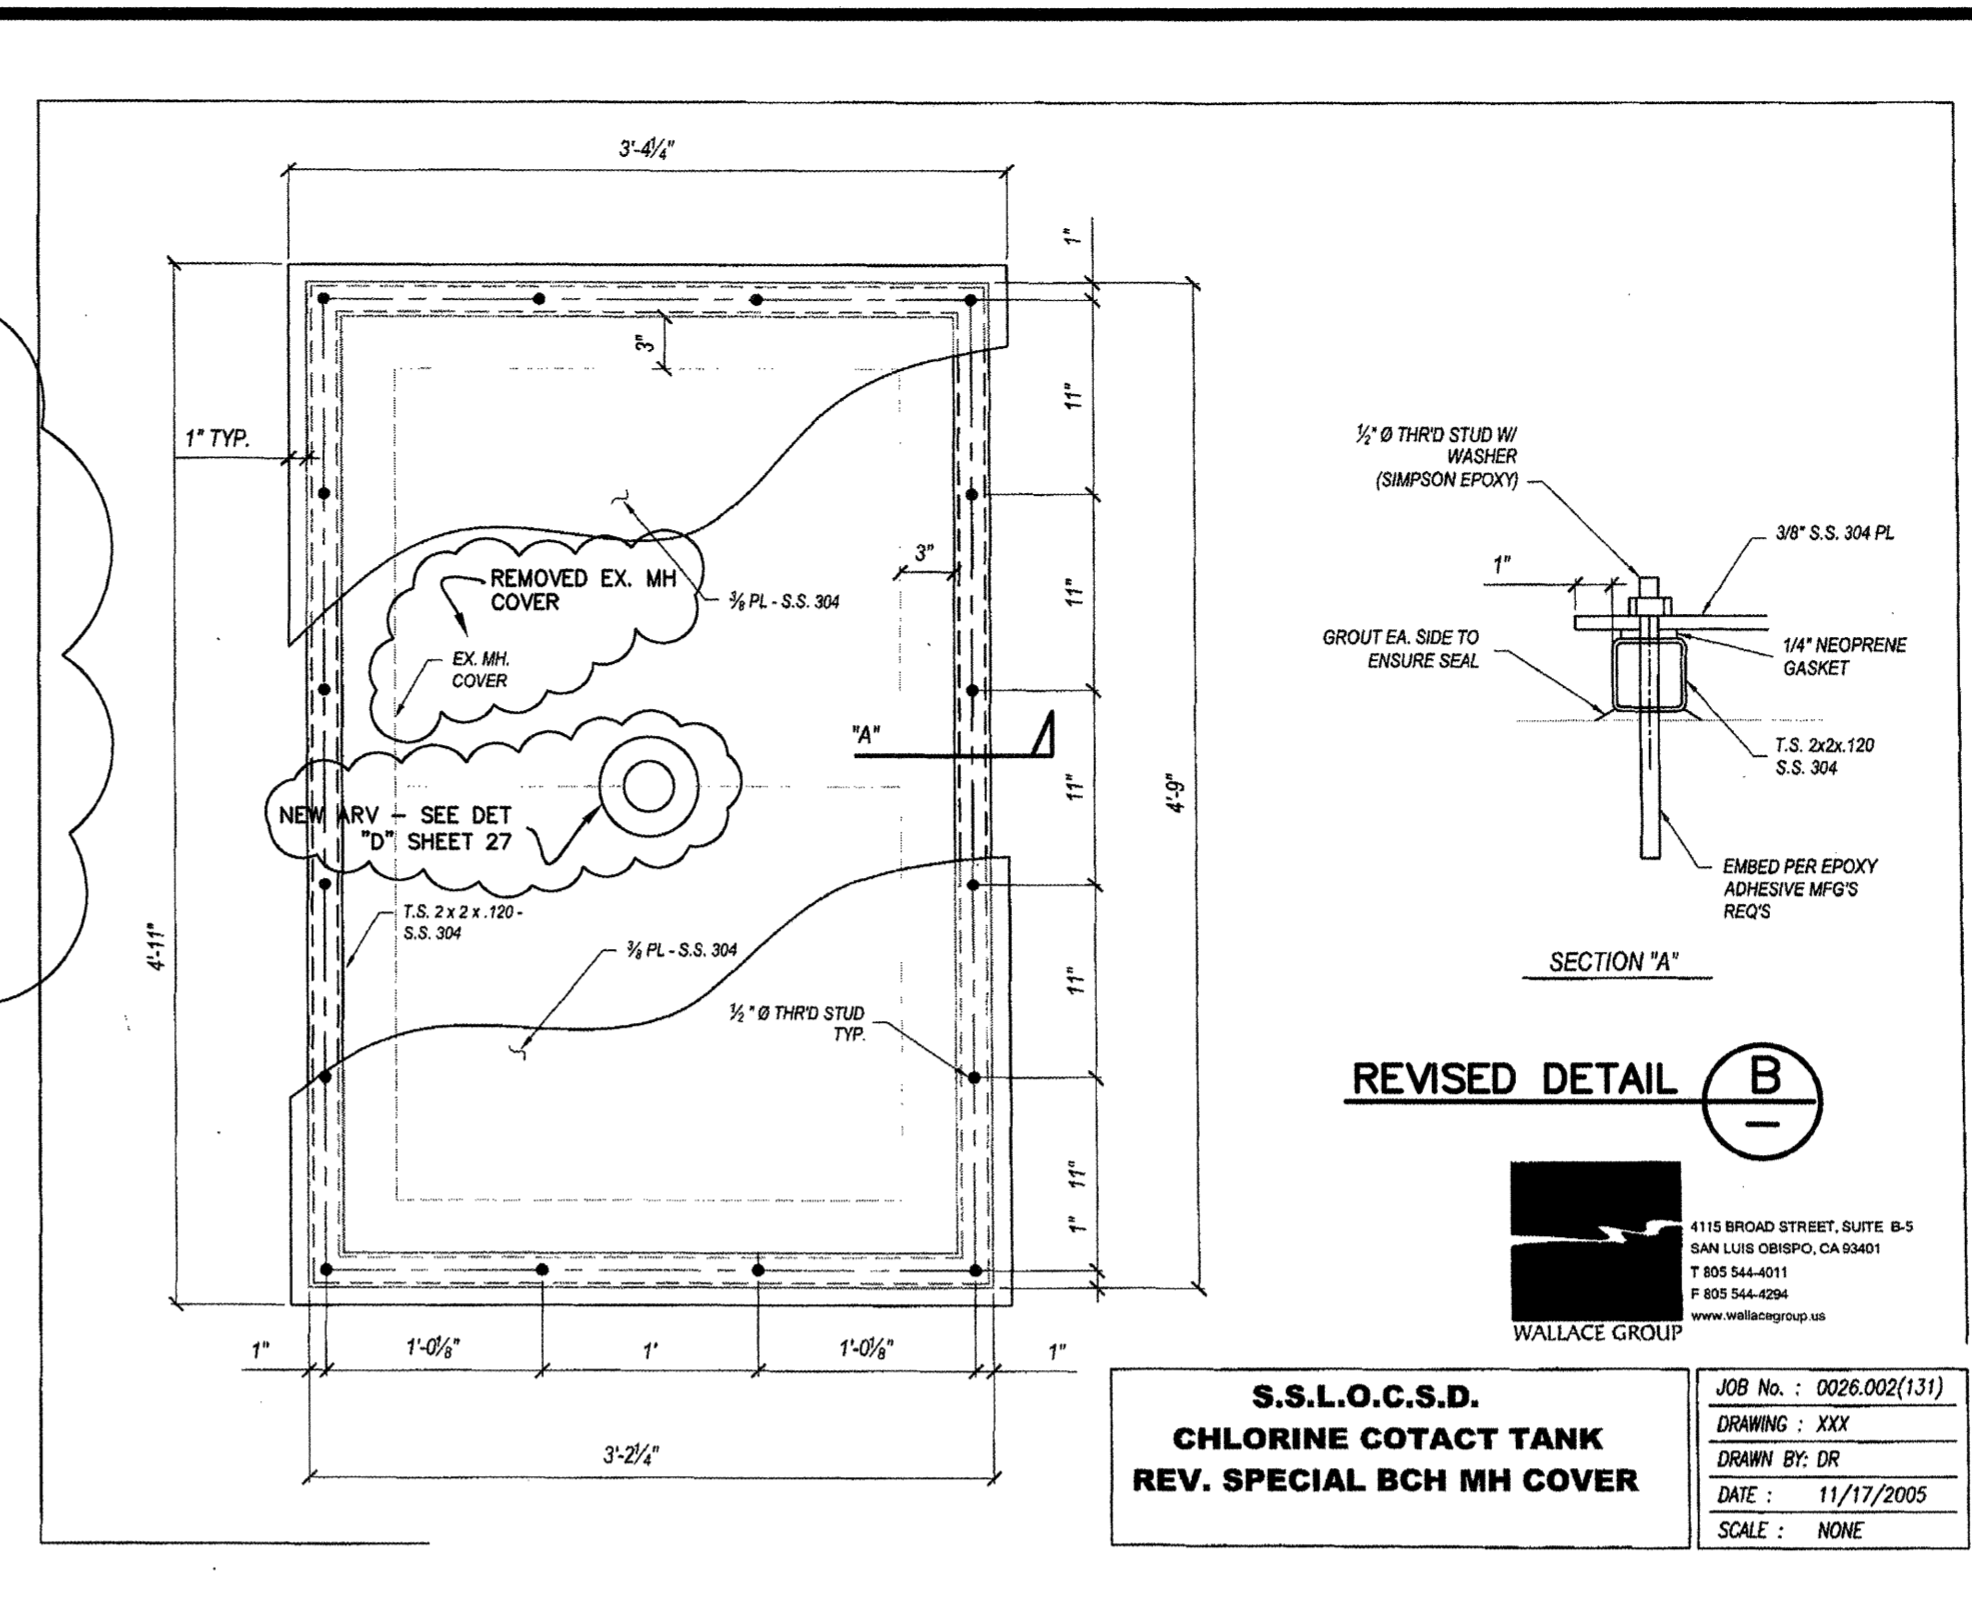 3'-4¼"
1"
3"
11"
1" TYP.
½" Ø THR'D STUD W/
WASHER
(SIMPSON EPOXY)
3/8" S.S. 304 PL
1"
3"
REMOVED EX. MH
COVER
⅜ PL - S.S. 304
11"
GROUT EA. SIDE TO
ENSURE SEAL
1/4" NEOPRENE
GASKET
EX. MH.
COVER
"A"
T.S. 2x2x.120
S.S. 304
11"
4'-9"
NEW ARV - SEE DET
"D" SHEET 27
EMBED PER EPOXY
ADHESIVE MFG'S
REQ'S
T.S. 2 x 2 x .120 -
S.S. 304
4'-11"
⅜ PL - S.S. 304
11"
SECTION "A"
½" Ø THR'D STUD
TYP.
REVISED DETAIL B
–
11"
1"
4115 BROAD STREET, SUITE B-5
SAN LUIS OBISPO, CA 93401
T 805 544-4011
F 805 544-4294
www.wallacegroup.us
WALLACE GROUP
1"
1'-0⅛"
1'
1'-0⅛"
1"
3'-2¼"
S.S.L.O.C.S.D.
CHLORINE COTACT TANK
REV. SPECIAL BCH MH COVER
JOB No. : 0026.002(131)
DRAWING : XXX
DRAWN BY: DR
DATE : 11/17/2005
SCALE : NONE